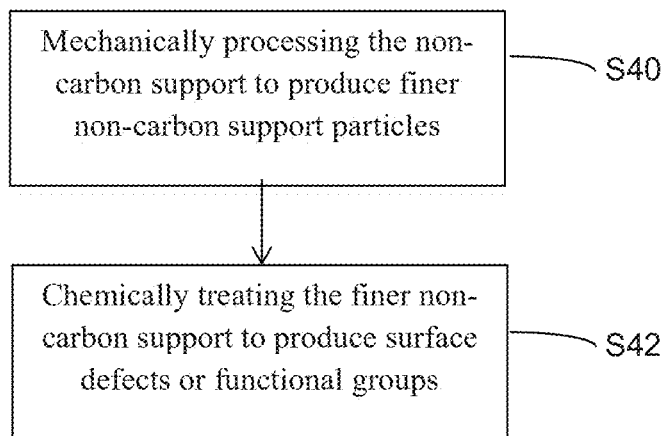 Mechanically processing the non-
carbon support to produce finer
non-carbon support particles
S40
Chemically treating the finer non-
carbon support to produce surface
defects or functional groups
S42